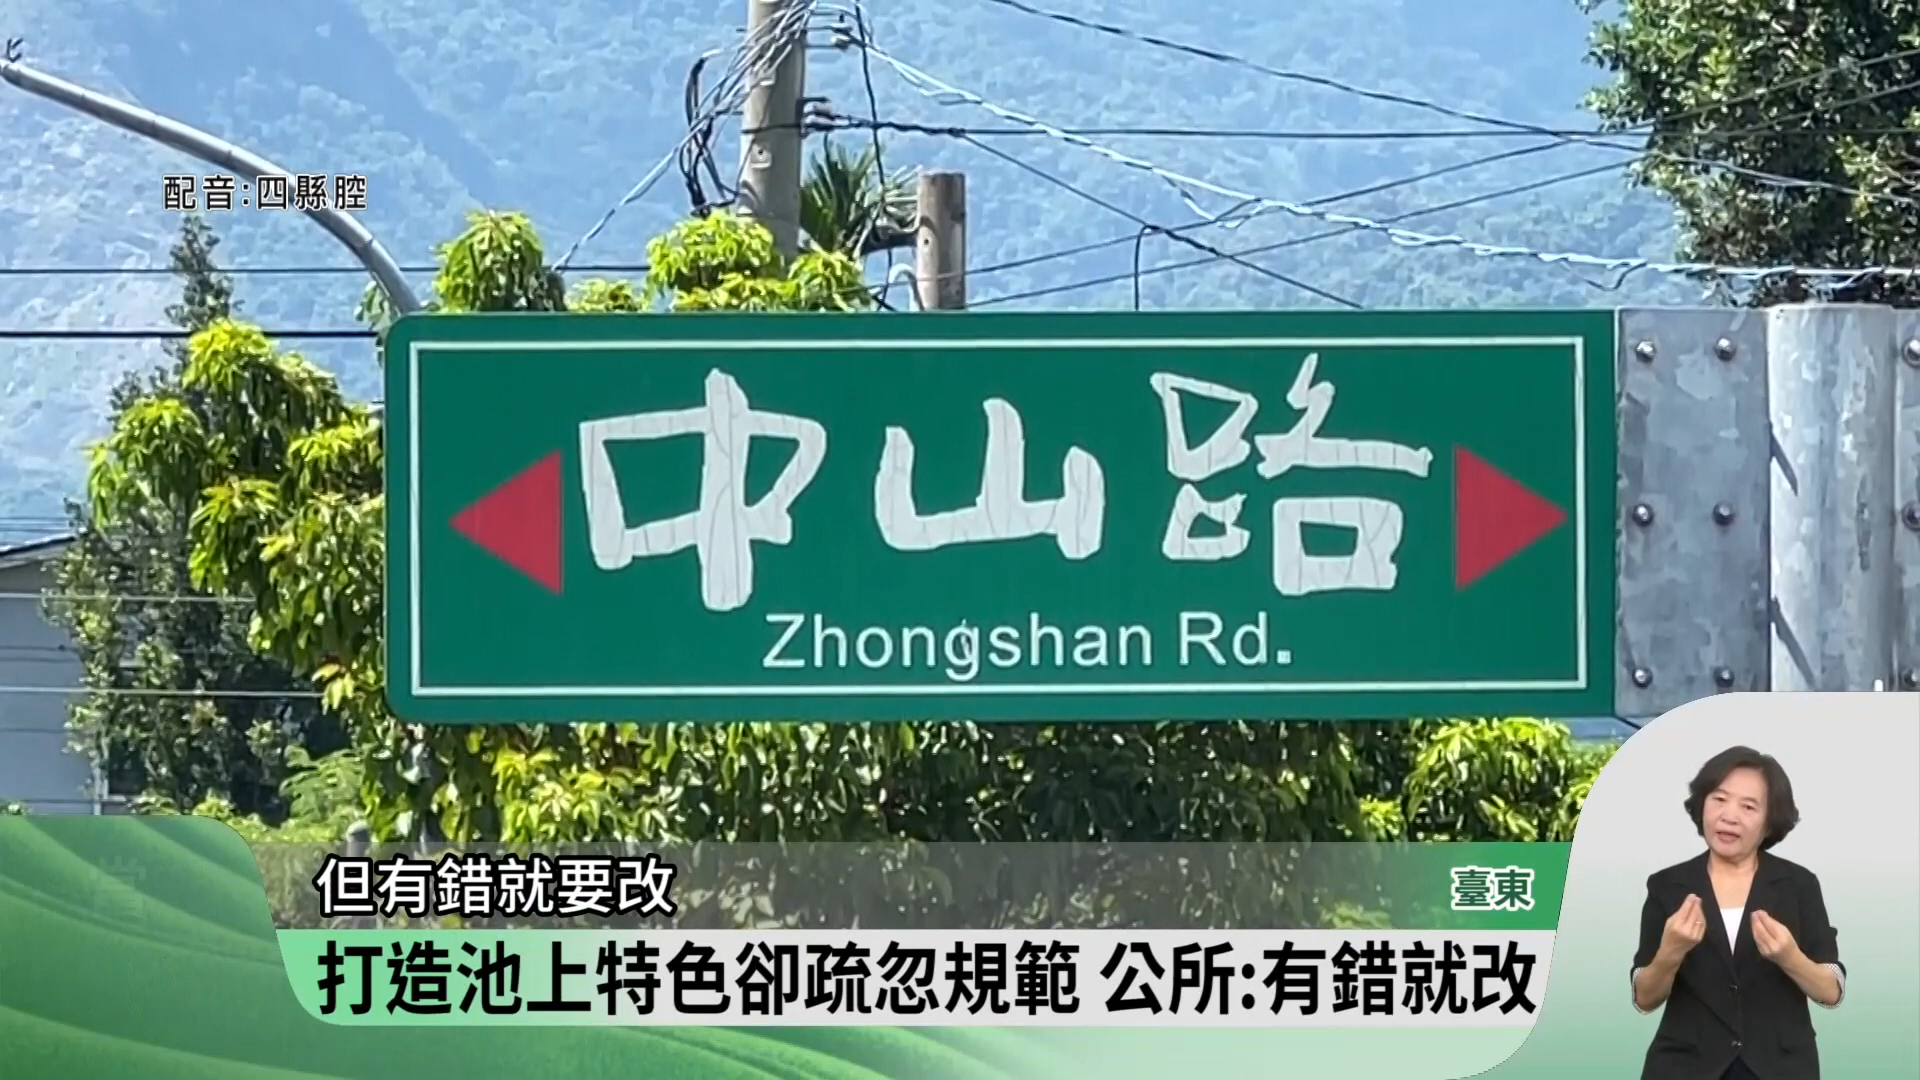 配音:四縣腔
中山路
Zhongshan Rd.
但有錯就要改
臺東
打造池上特色卻疏忽規範 公所:有錯就改